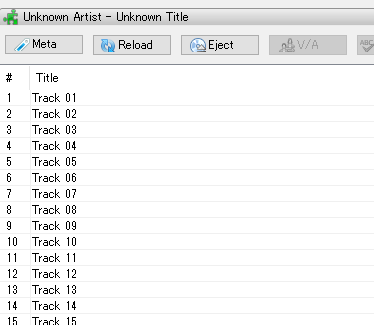 Unknown Artist - Unknown Title
Meta Reload Eject V/A ABC
# Title
1 Track 01
2 Track 02
3 Track 03
4 Track 04
5 Track 05
6 Track 06
7 Track 07
8 Track 08
9 Track 09
10 Track 10
11 Track 11
12 Track 12
13 Track 13
14 Track 14
15 Track 15